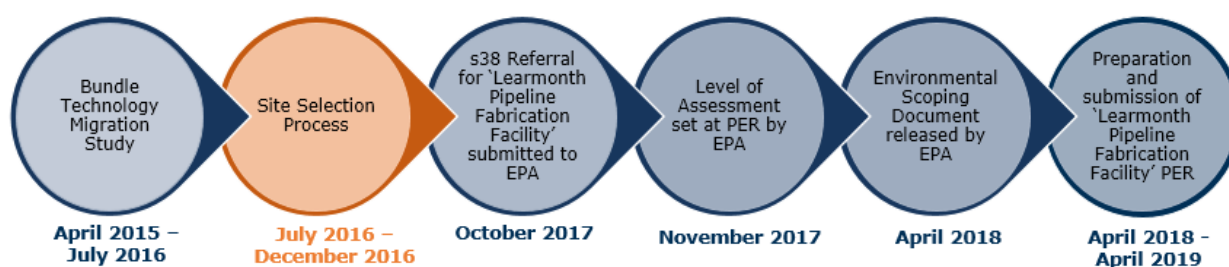 Bundle
Technology
Migration
Study
Site Selection
Process
s38 Referral
for ‘Learmonth
Pipeline
Fabrication
Facility’
submitted to
EPA
Level of
Assessment
set at PER by
EPA
Environmental
Scoping
Document
released by
EPA
Preparation
and
submission of
‘Learmonth
Pipeline
Fabrication
Facility’ PER
April 2015 –
July 2016
July 2016 –
December 2016
October 2017
November 2017
April 2018
April 2018 -
April 2019